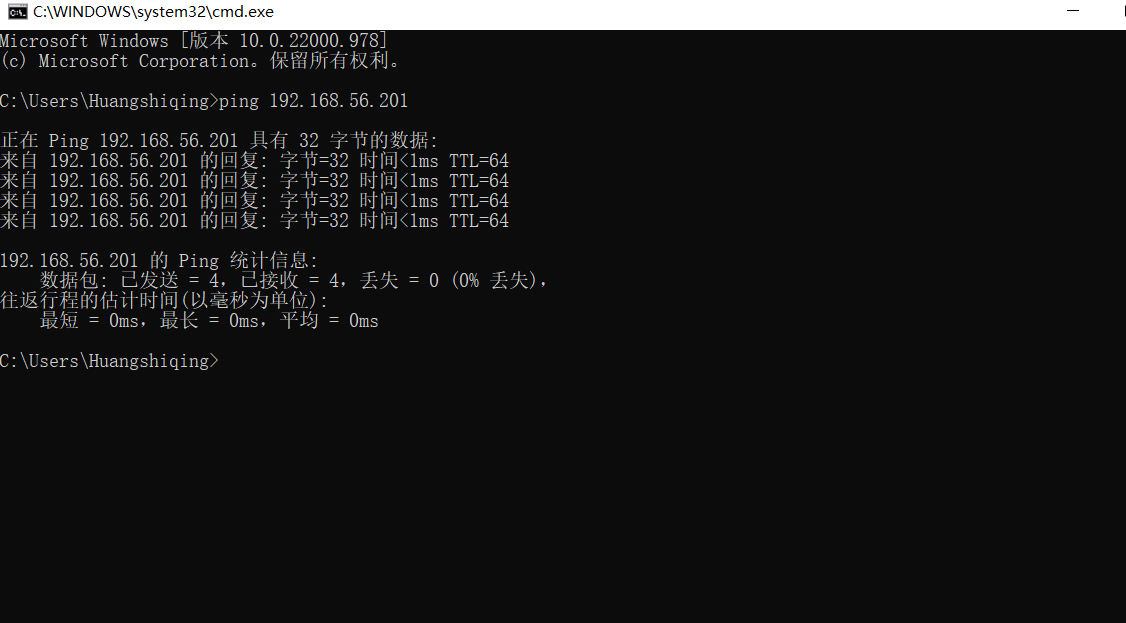 C:\WINDOWS\system32\cmd.exe
Microsoft Windows [版本 10.0.22000.978]
(c) Microsoft Corporation。保留所有权利。
C:\Users\Huangshiqing>ping 192.168.56.201
正在 Ping 192.168.56.201 具有 32 字节的数据:
来自 192.168.56.201 的回复: 字节=32 时间<1ms TTL=64
来自 192.168.56.201 的回复: 字节=32 时间<1ms TTL=64
来自 192.168.56.201 的回复: 字节=32 时间<1ms TTL=64
来自 192.168.56.201 的回复: 字节=32 时间<1ms TTL=64
192.168.56.201 的 Ping 统计信息:
数据包: 已发送 = 4，已接收 = 4，丢失 = 0 (0% 丢失)，
往返行程的估计时间(以毫秒为单位):
最短 = 0ms，最长 = 0ms，平均 = 0ms
C:\Users\Huangshiqing>